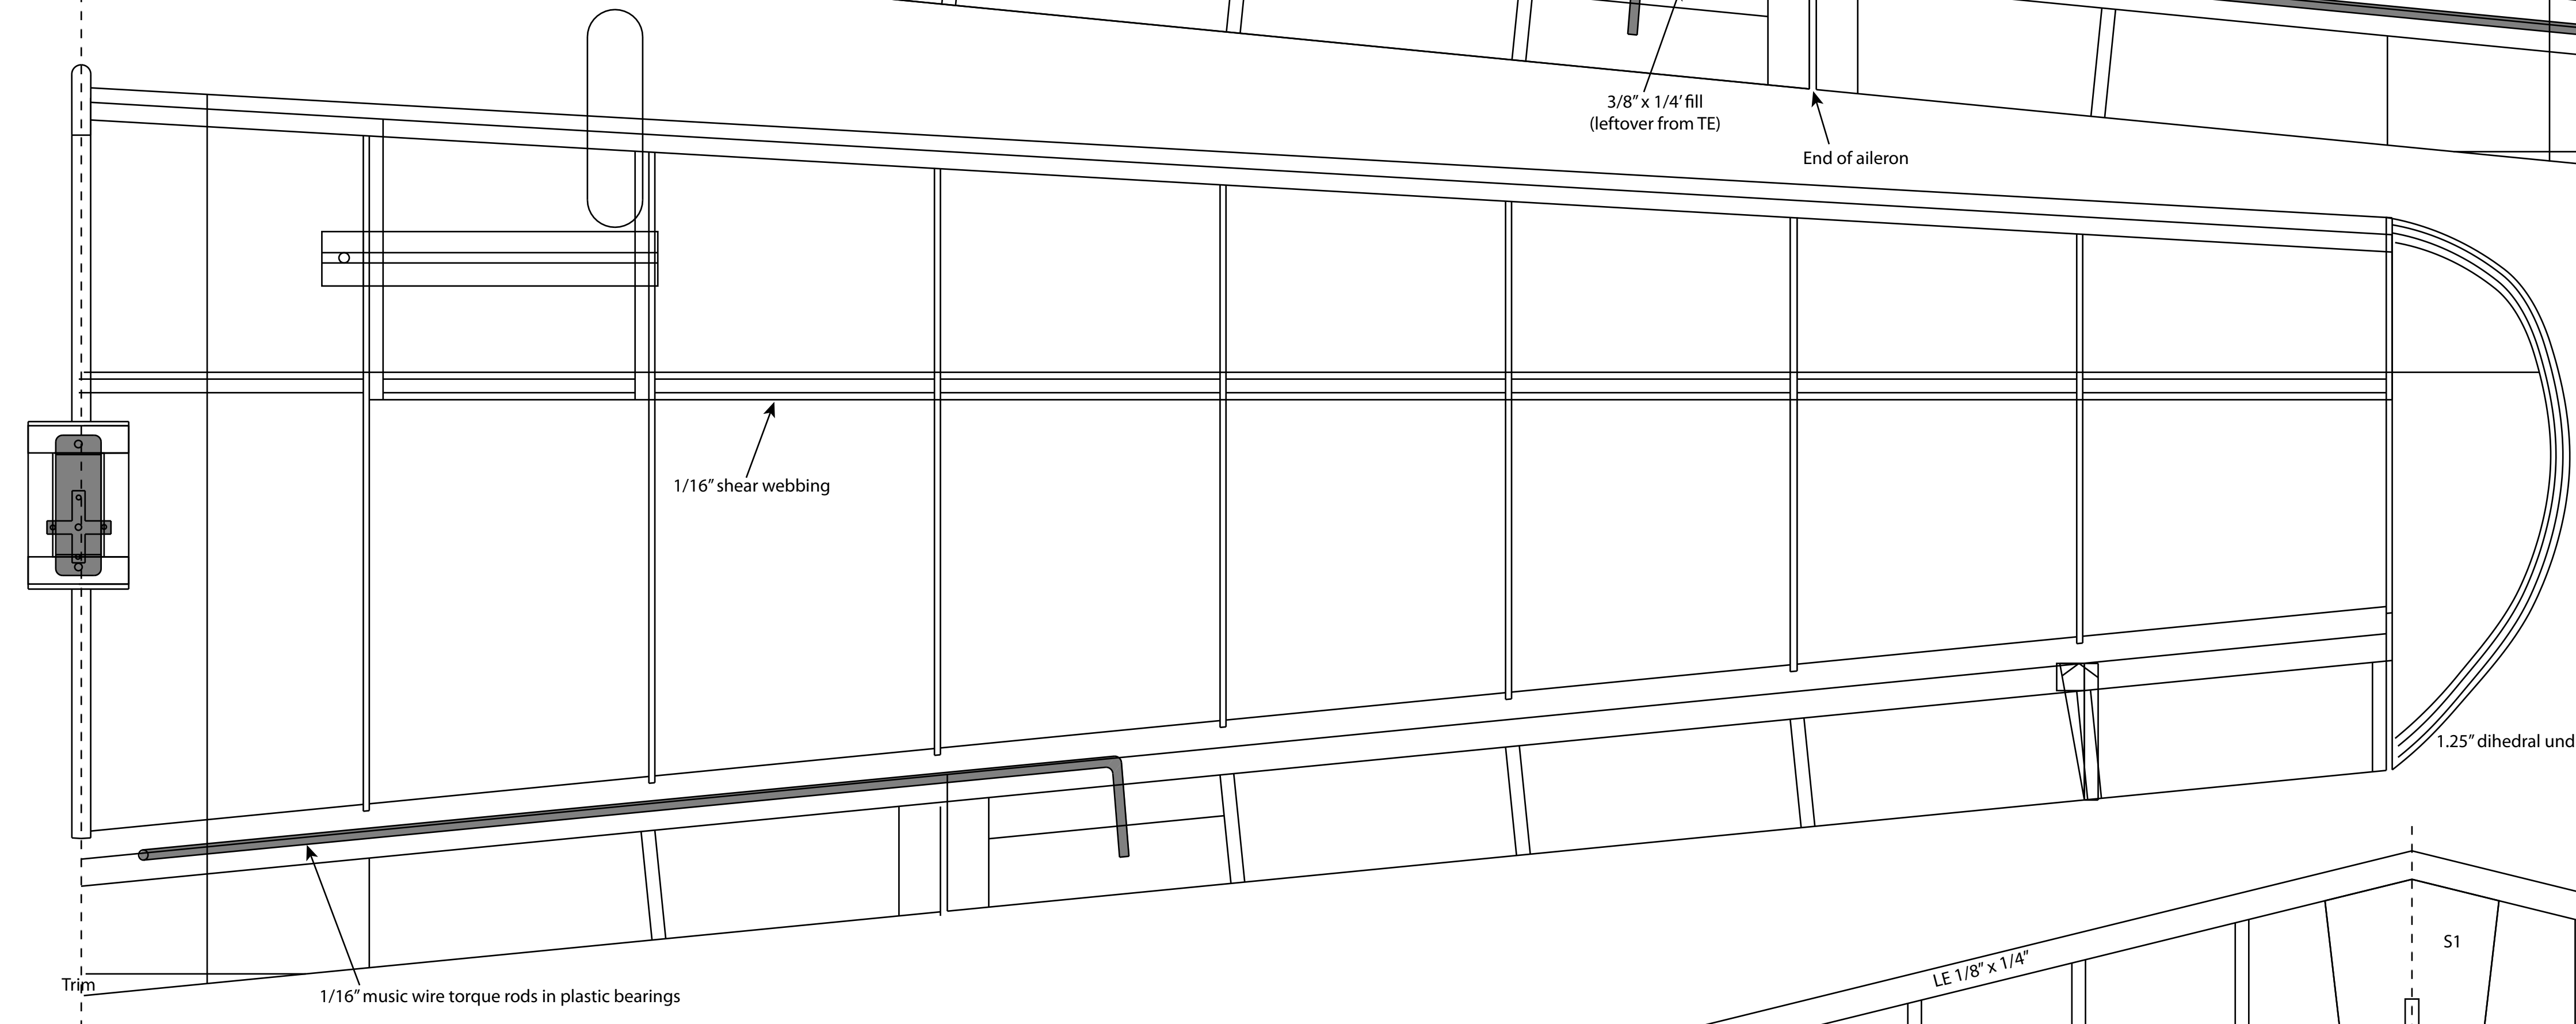 3/8" x 1/4' fill
(leftover from TE)
End of aileron
1/16" shear webbing
1.25" dihedral und
S1
LE 1/8" x 1/4"
Trim
1/16" music wire torque rods in plastic bearings